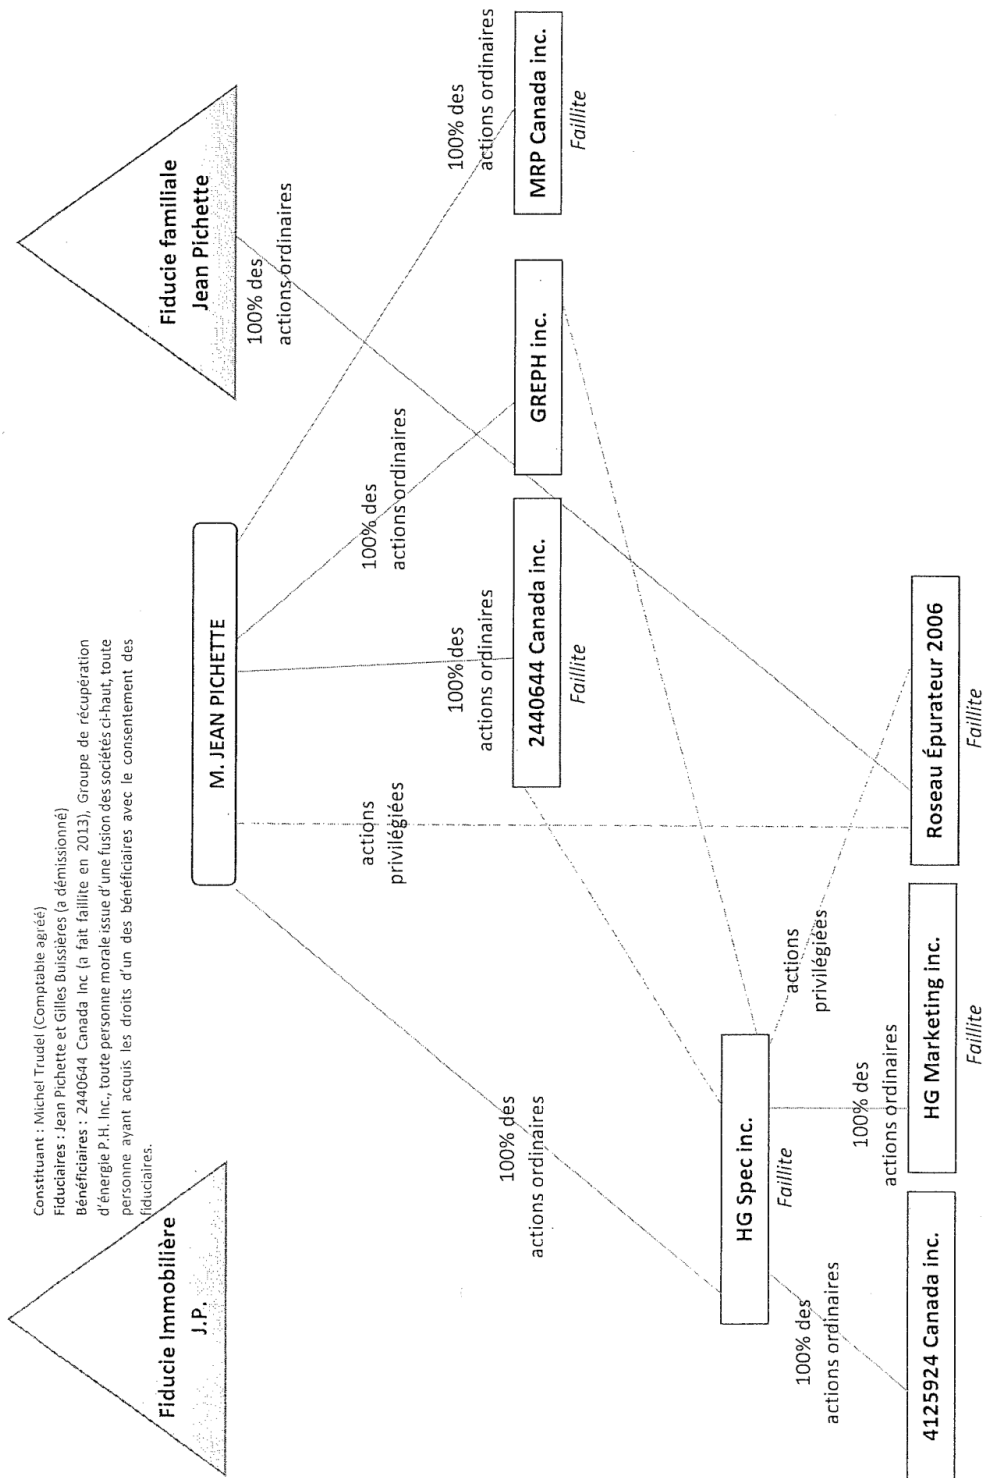 Constituant : Michel Trudel (Comptable agréé)
Fiduciaires : Jean Pichette et Gilles Buissières (a démissionné)
Bénéficiaires : 2440644 Canada Inc (a fait faillite en 2013), Groupe de récupération
d'énergie P.H. Inc., toute personne morale issue d'une fusion des sociétés ci-haut, toute
personne ayant acquis les droits d'un des bénéficiaires avec le consentement des
fiduciaires.
Fiducie Immobilière
J.P.
Fiducie familiale
Jean Pichette
M. JEAN PICHETTE
100% des
actions ordinaires
100% des
actions ordinaires
actions
privilégiées
100% des
actions ordinaires
100% des
actions ordinaires
100% des
actions ordinaires
2440644 Canada inc.
Faillite
GREPH inc.
MRP Canada inc.
Faillite
HG Spec inc.
Faillite
100% des
actions ordinaires
100% des
actions ordinaires
actions
privilégiées
4125924 Canada inc.
HG Marketing inc.
Faillite
Roseau Épurateur 2006
Faillite